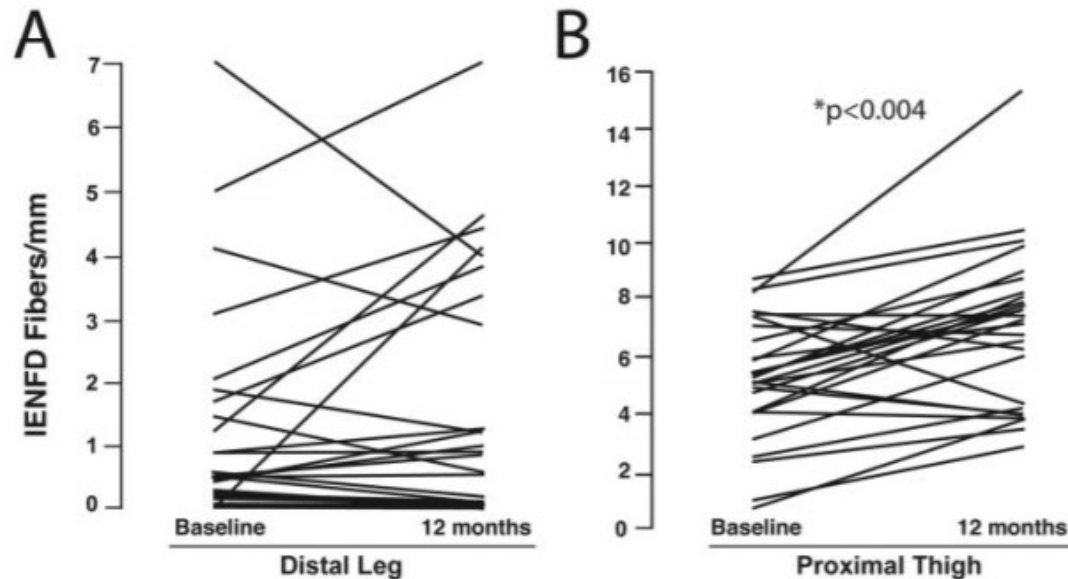 A
7
6
5
4
3
2
1
0
IENFD Fibers/mm
Baseline 12 months
Distal Leg
B
16
14
12
10
8
6
4
2
0
*p<0.004
Baseline 12 months
Proximal Thigh